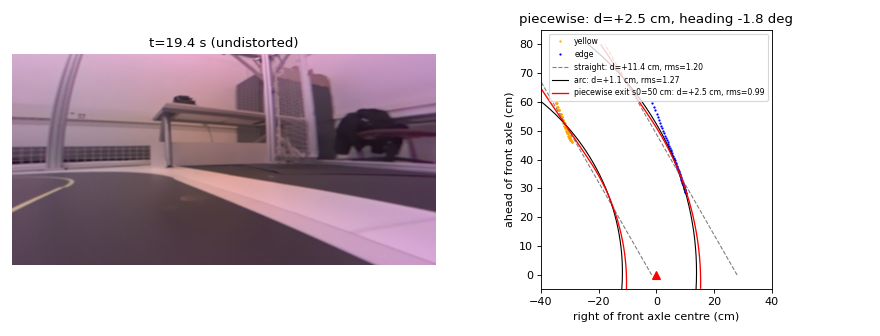 t=19.4 s (undistorted)
piecewise: d=+2.5 cm, heading -1.8 deg
yellow
edge
straight: d=+11.4 cm, rms=1.20
arc: d=+1.1 cm, rms=1.27
piecewise exit s0=50 cm: d=+2.5 cm, rms=0.99
ahead of front axle (cm)
80
70
60
50
40
30
20
10
0
−40
−20
0
20
40
right of front axle centre (cm)